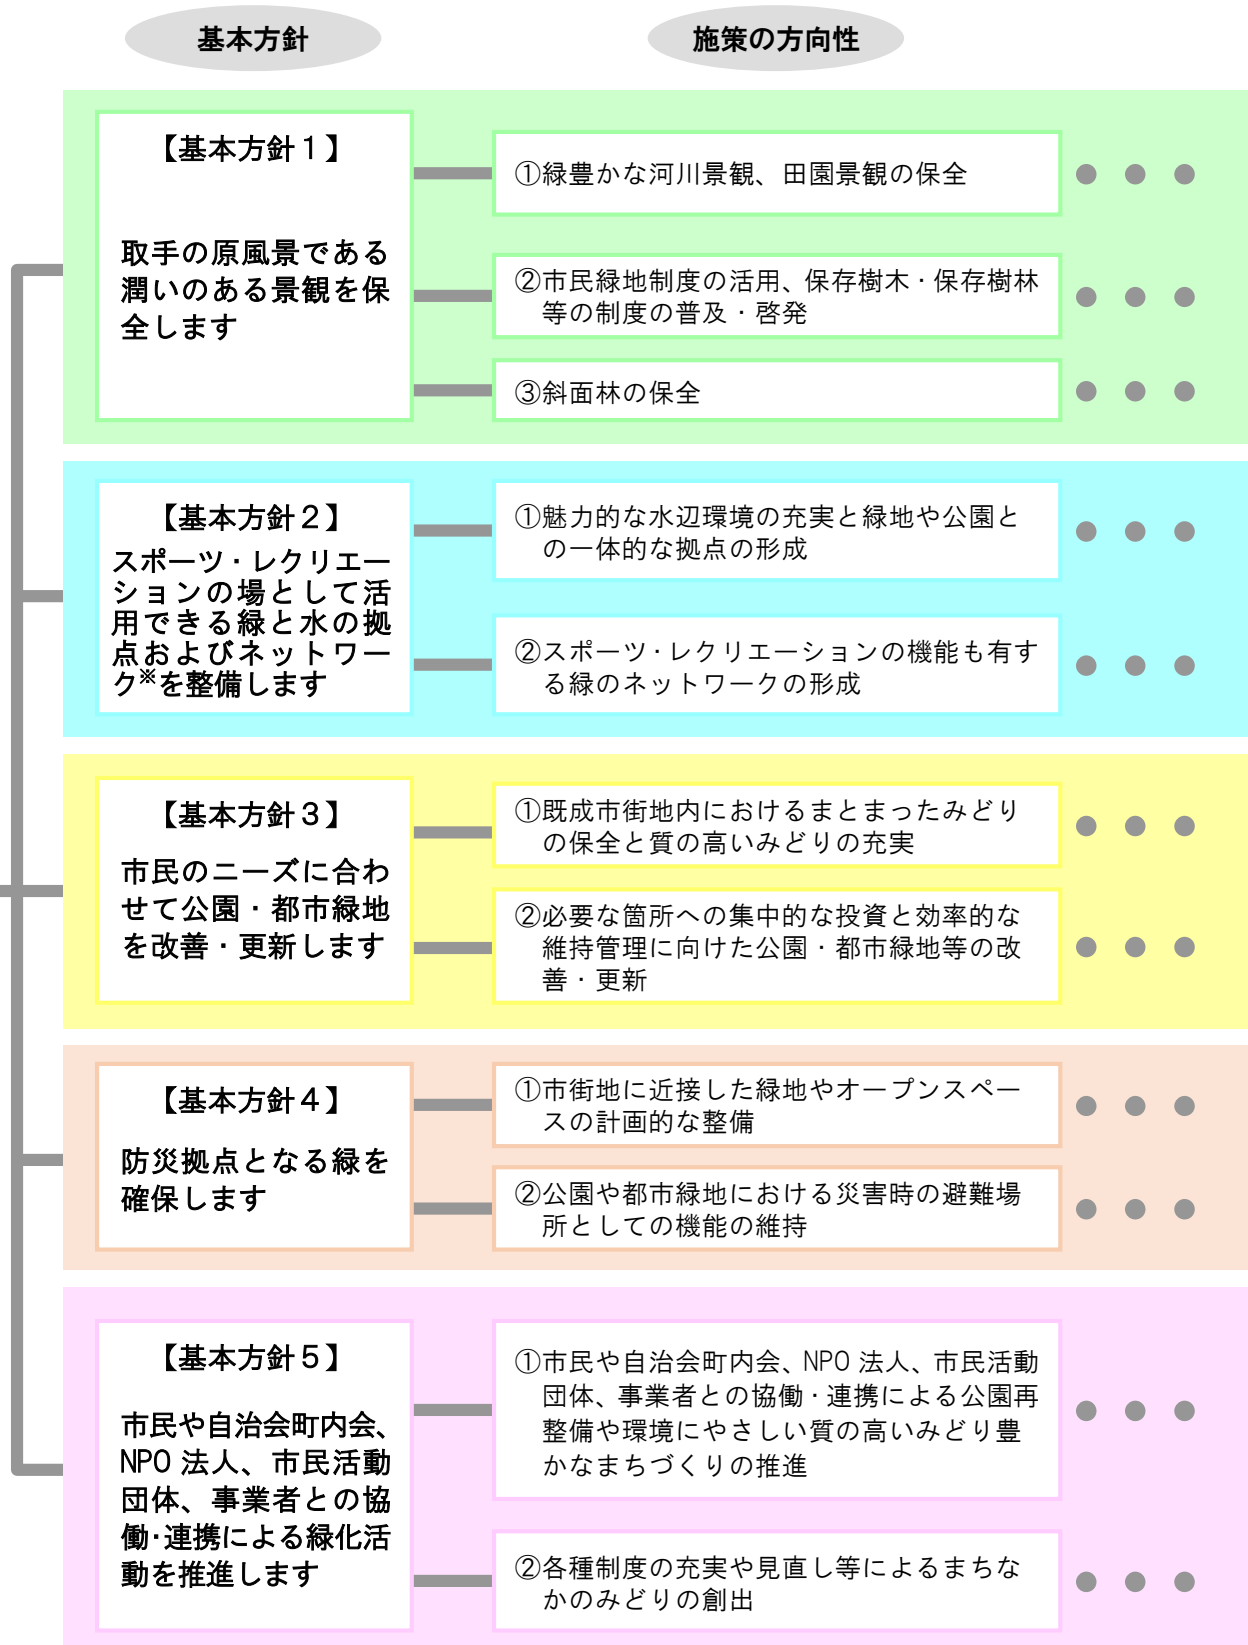 基本方針
施策の方向性
【基本方針１】
取手の原風景である
潤いのある景観を保
全します
①緑豊かな河川景観、田園景観の保全
②市民緑地制度の活用、保存樹木・保存樹林
等の制度の普及・啓発
③斜面林の保全
【基本方針２】
スポーツ・レクリエー
ションの場として活
用できる緑と水の拠
点およびネットワー
ク※を整備します
①魅力的な水辺環境の充実と緑地や公園と
の一体的な拠点の形成
②スポーツ・レクリエーションの機能も有す
る緑のネットワークの形成
【基本方針３】
市民のニーズに合わ
せて公園・都市緑地
を改善・更新します
①既成市街地内におけるまとまったみどり
の保全と質の高いみどりの充実
②必要な箇所への集中的な投資と効率的な
維持管理に向けた公園・都市緑地等の改
善・更新
【基本方針４】
防災拠点となる緑を
確保します
①市街地に近接した緑地やオープンスペー
スの計画的な整備
②公園や都市緑地における災害時の避難場
所としての機能の維持
【基本方針５】
市民や自治会町内会、
NPO 法人、市民活動
団体、事業者との協
働・連携による緑化活
動を推進します
①市民や自治会町内会、NPO 法人、市民活動
団体、事業者との協働・連携による公園再
整備や環境にやさしい質の高いみどり豊
かなまちづくりの推進
②各種制度の充実や見直し等によるまちな
かのみどりの創出